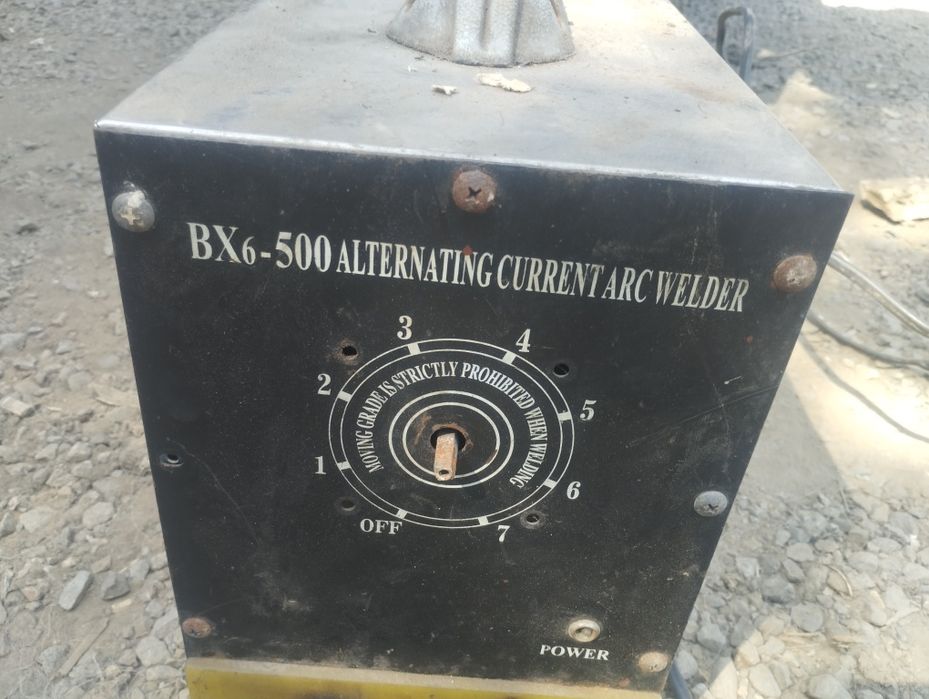 BX6-500 ALTERNATING CURRENT ARC WELDER
3
4
2
5
MOVING GRADE IS STRICTLY PROHIBITED WHEN WELDING
1
6
OFF
7
POWER